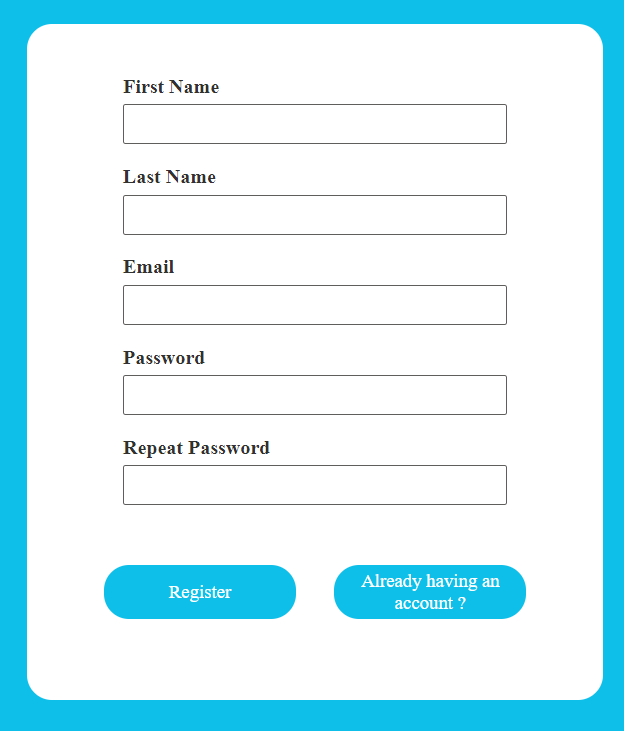 First Name
Last Name
Email
Password
Repeat Password
Register
Already having an
account ?